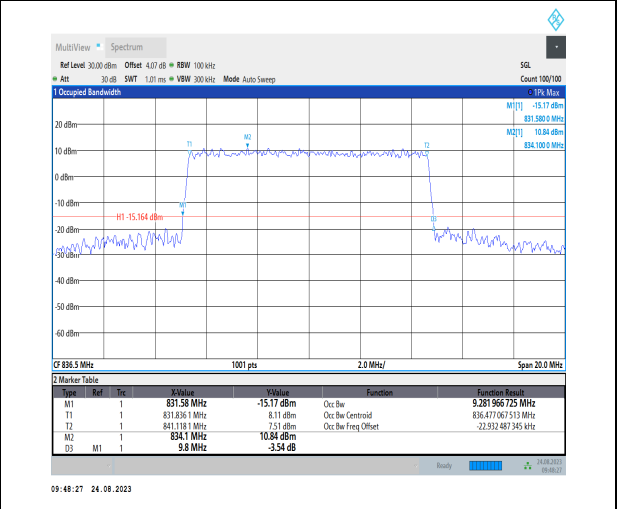 MultiView Spectrum
Ref Level 30.00 dBm Offset 4.07 dB RBW 100 kHz SGL
Att 30 dB SWT 1.01 ms VBW 300 kHz Mode Auto Sweep Count 100/100
1 Occupied Bandwidth 1Pk Max
M1[1] -15.17 dBm
831.580 0 MHz
M2[1] 10.84 dBm
834.100 0 MHz
20 dBm
T1 M2 T2
10 dBm
0 dBm
-10 dBm
M1
H1 -15.164 dBm
D3
-20 dBm
-30 dBm
-40 dBm
-50 dBm
-60 dBm
CF 836.5 MHz 1001 pts 2.0 MHz/ Span 20.0 MHz
2 Marker Table
Type Ref Trc X-Value Y-Value Function Function Result
M1 1 831.58 MHz -15.17 dBm Occ Bw 9.281 966 725 MHz
T1 1 831.836 1 MHz 8.11 dBm Occ Bw Centroid 836.477 067 513 MHz
T2 1 841.118 1 MHz 7.51 dBm Occ Bw Freq Offset -22.932 487 345 kHz
M2 1 834.1 MHz 10.84 dBm
D3 M1 1 9.8 MHz -3.54 dB
Ready 24.08.2023
09:48:27
09:48:27 24.08.2023